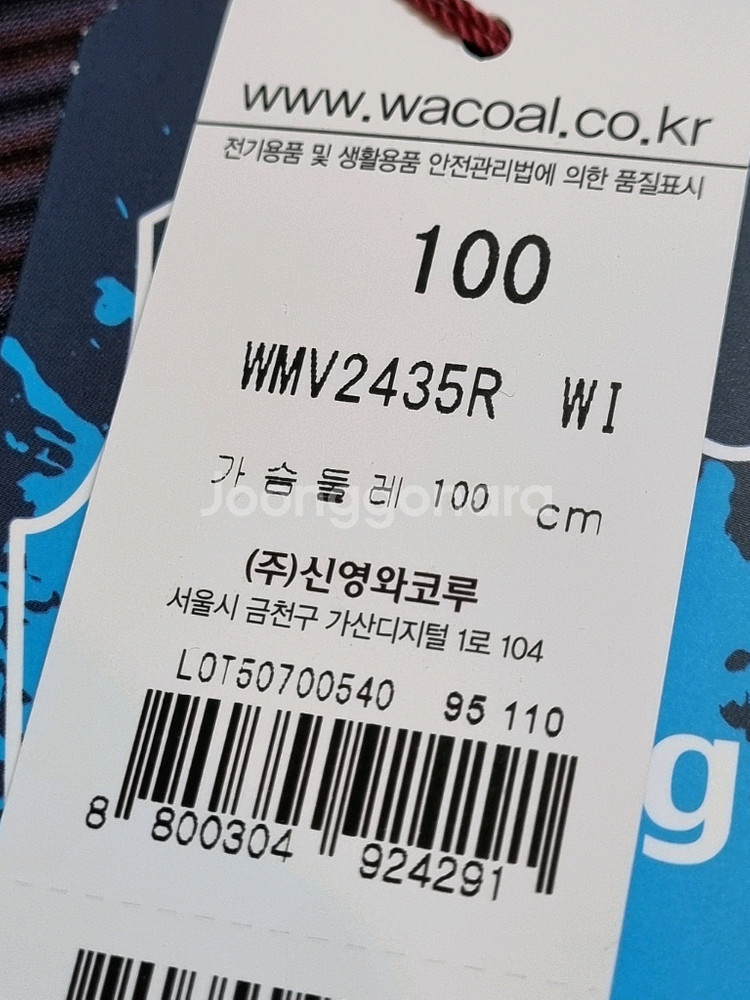 www.wacoal.co.kr
전기용품 및 생활용품 안전관리법에 의한 품질표시
100
WMV2435R WI
가슴둘레 100 cm
Joonggonara
(주)신영와코루
서울시 금천구 가산디지털 1로 104
LOT50700540 95 110
8 800304 924291
g